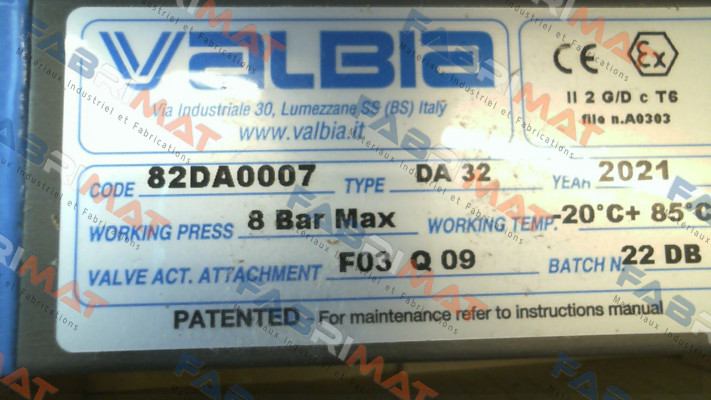 VALBIA
Via Industriale 30, Lumezzane SS (BS) Italy
www.valbia.it
CE Ex
II 2 G/D c T6
file n.A0303
CODE 82DA0007 TYPE DA 32 YEAR 2021
WORKING PRESS 8 Bar Max WORKING TEMP. -20°C+ 85°C
VALVE ACT. ATTACHMENT F03 Q 09 BATCH N. 22 DB
PATENTED - For maintenance refer to instructions manual
FABRIMAT
Materiaux Industriel et Fabrications